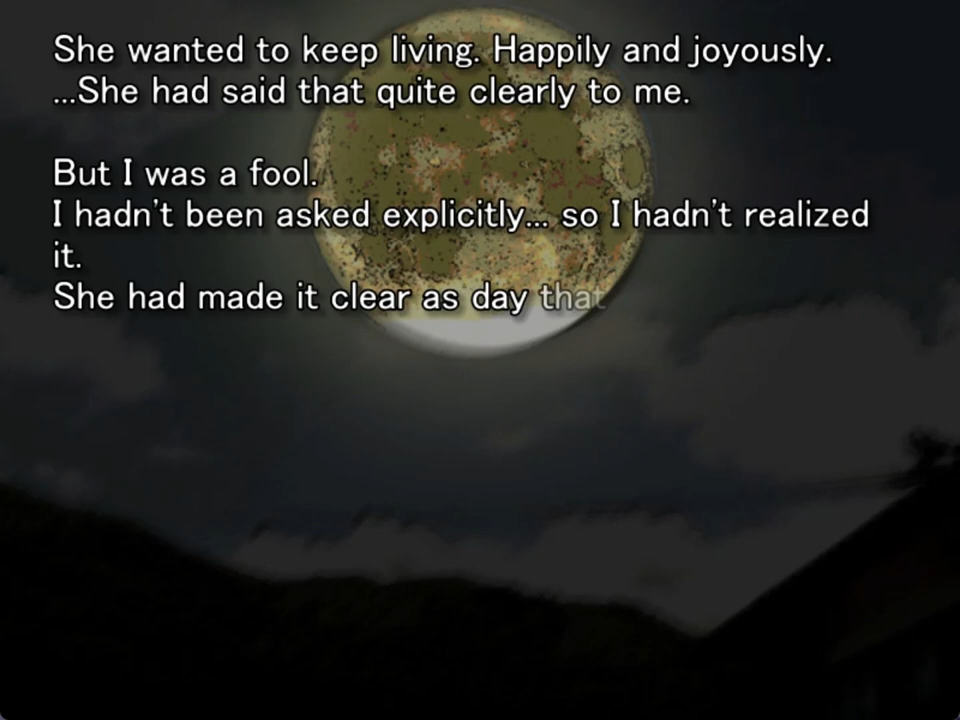 She wanted to keep living. Happily and joyously.
...She had said that quite clearly to me.
But I was a fool.
I hadn't been asked explicitly... so I hadn't realized
it.
She had made it clear as day that